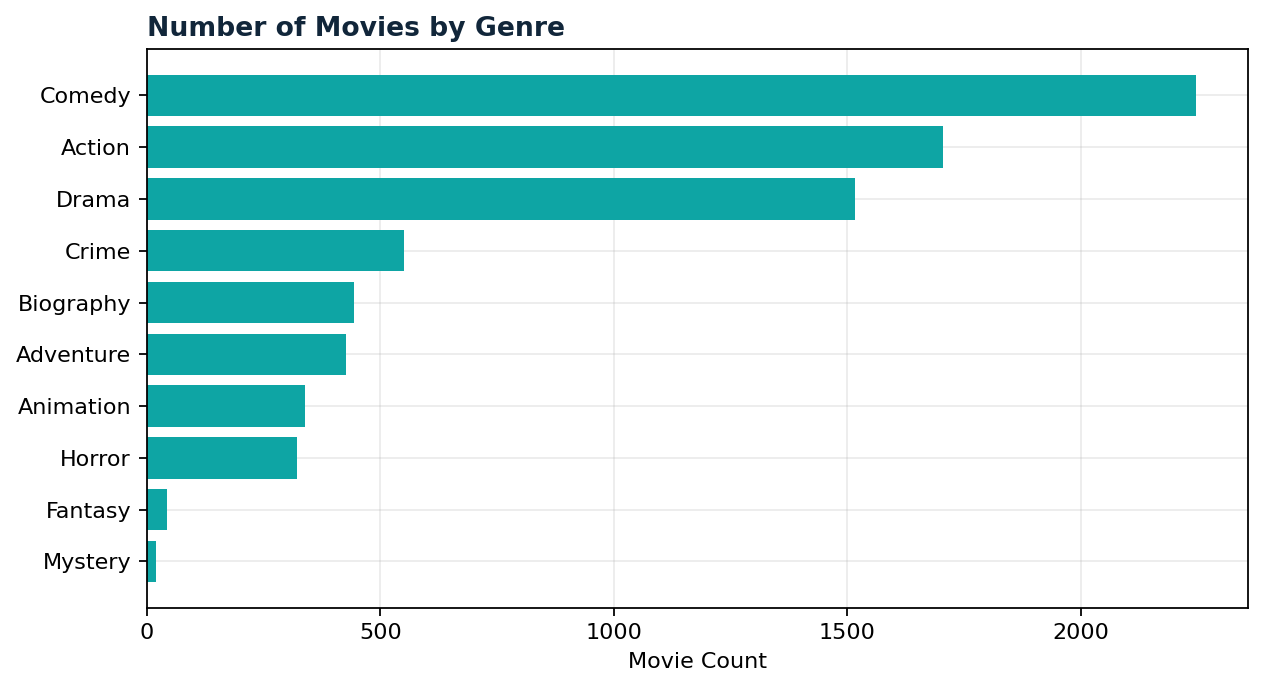 Number of Movies by Genre
Comedy
Action
Drama
Crime
Biography
Adventure
Animation
Horror
Fantasy
Mystery
0 500 1000 1500 2000
Movie Count